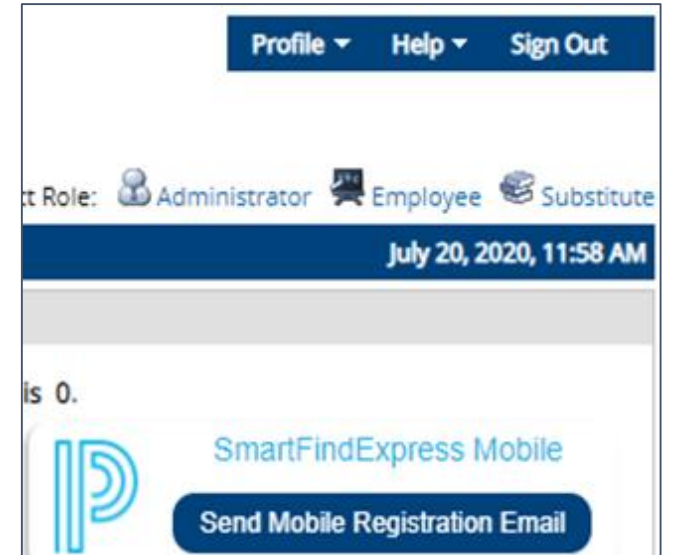 Profile Help Sign Out
ct Role: Administrator Employee Substitute
July 20, 2020, 11:58 AM
is 0.
SmartFindExpress Mobile
Send Mobile Registration Email